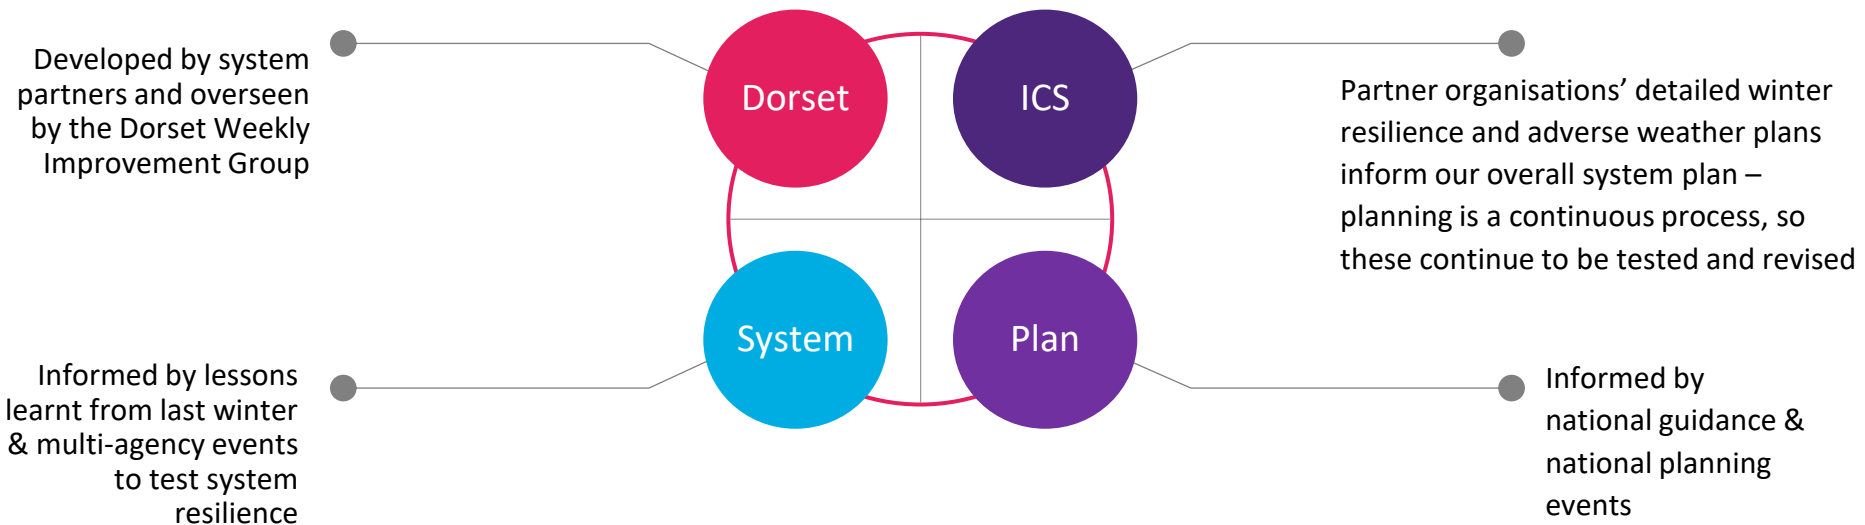 Developed by system
partners and overseen
by the Dorset Weekly
Improvement Group
Dorset
ICS
Partner organisations’ detailed winter
resilience and adverse weather plans
inform our overall system plan –
planning is a continuous process, so
these continue to be tested and revised
Informed by lessons
learnt from last winter
& multi-agency events
to test system
resilience
System
Plan
Informed by
national guidance &
national planning
events